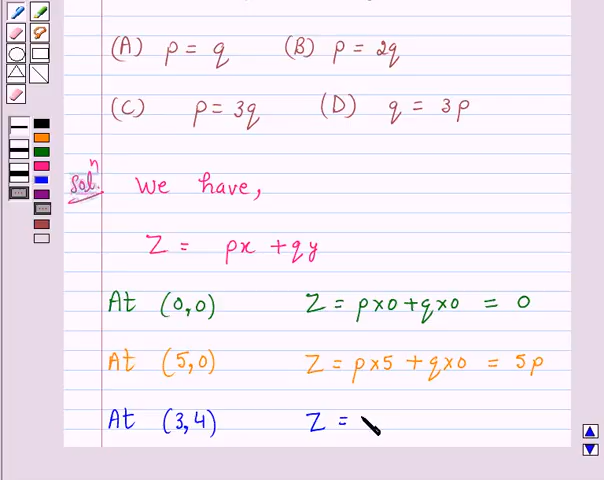 (A) p = q (B) p = 2q
(C) p = 3q (D) q = 3p
Solⁿ. We have,
Z = px + qy
At (0,0) Z = p×0+q×0 = 0
At (5,0) Z = p×5 + q×0 = 5p
At (3,4) Z =